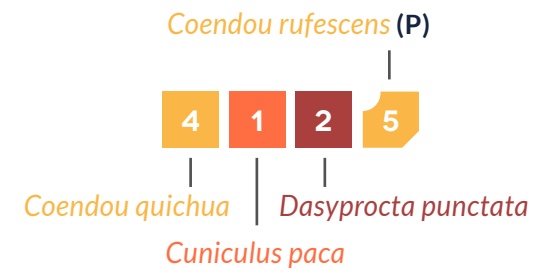 Coendou rufescens (P)
4 1 2 5
Coendou quichua Dasyprocta punctata
Cuniculus paca